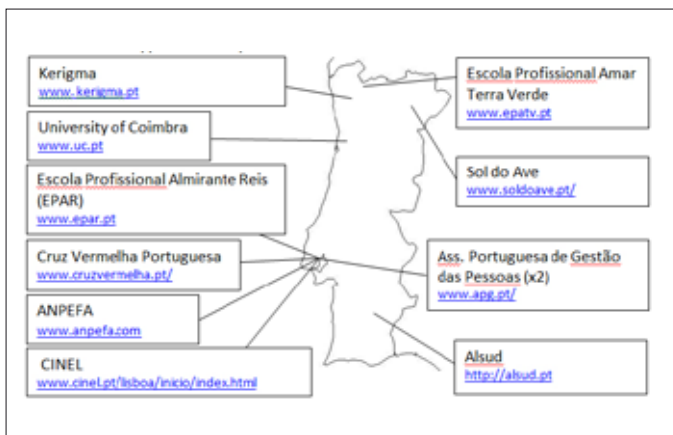 Kerigma
www. kerigma.pt
University of Coimbra
www.uc.pt
Escola Profissional Almirante Reis
(EPAR)
www.epar.pt
Cruz Vermelha Portuguesa
www.cruzvermelha.pt/
ANPEFA
www.anpefa.com
CINEL
www.cinel.pt/lisboa/inicio/index.html
Escola Profissional Amar
Terra Verde
www.epatv.pt
Sol do Ave
www.soldoave.pt/
Ass. Portuguesa de Gestão
das Pessoas (x2)
www.apg.pt/
Alsud
http://alsud.pt